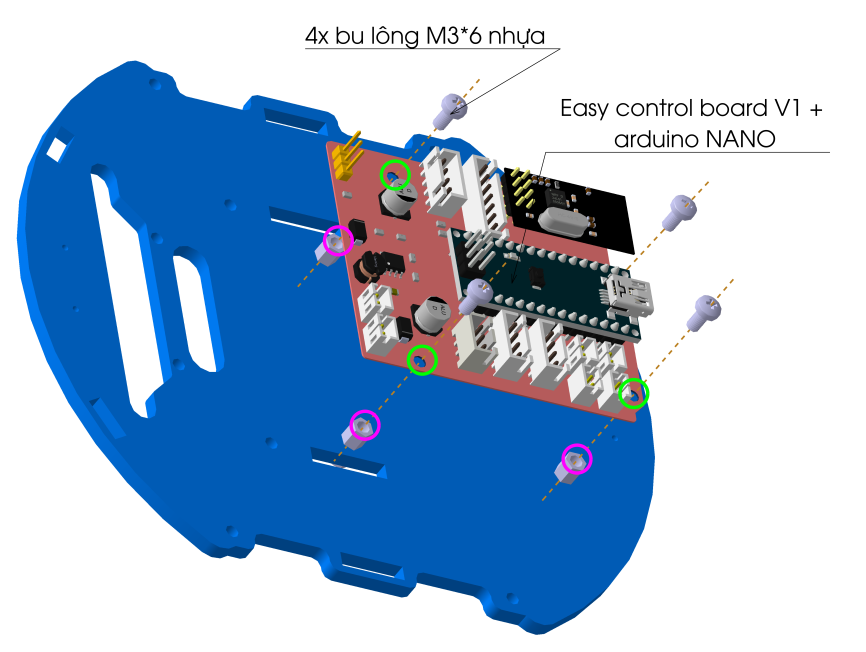 4x bu lông M3*6 nhựa
Easy control board V1 +
arduino NANO